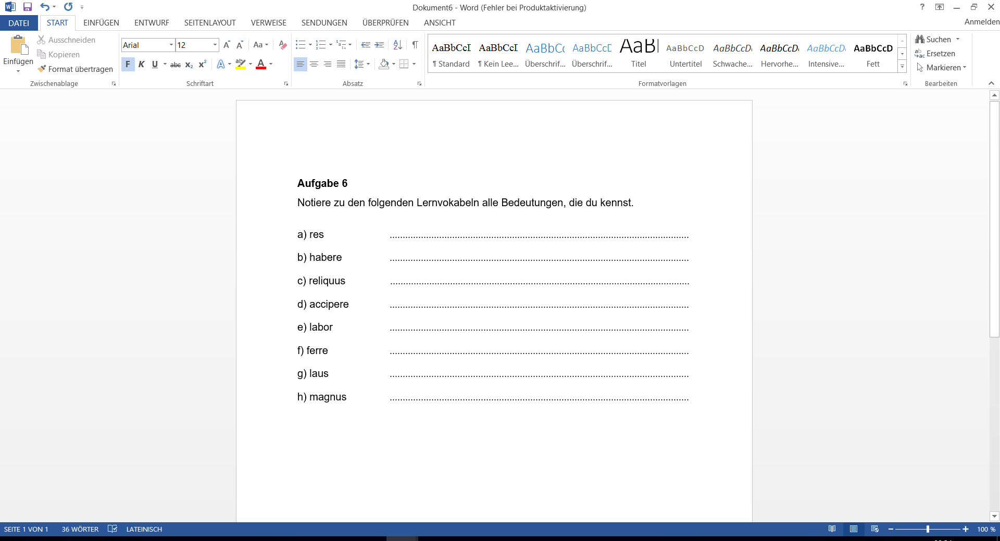 Dokument6 - Word (Fehler bei Produktaktivierung)
DATEI START EINFÜGEN ENTWURF SEITENLAYOUT VERWEISE SENDUNGEN ÜBERPRÜFEN ANSICHT Anmelden
Einfügen
Ausschneiden
Kopieren
Format übertragen
Zwischenablage
Arial 12
F K U abc x₂ x²
Schriftart
Absatz
AaBbCcI AaBbCcI AaBbCc AaBbCcD AaBl AaBbCcD AaBbCcD AaBbCcD AaBbCcD AaBbCcD
¶ Standard ¶ Kein Lee... Überschrif... Überschrif... Titel Untertitel Schwache... Hervorhe... Intensive... Fett
Formatvorlagen
Suchen
Ersetzen
Markieren
Bearbeiten
Aufgabe 6
Notiere zu den folgenden Lernvokabeln alle Bedeutungen, die du kennst.
a) res ....................................................................................................................
b) habere ....................................................................................................................
c) reliquus ....................................................................................................................
d) accipere ....................................................................................................................
e) labor ....................................................................................................................
f) ferre ....................................................................................................................
g) laus ....................................................................................................................
h) magnus ....................................................................................................................
SEITE 1 VON 1 36 WÖRTER LATEINISCH 100 %